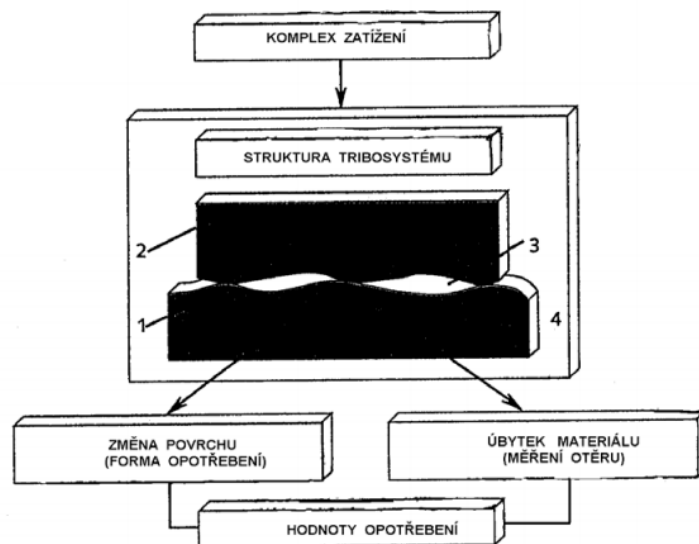 KOMPLEX ZATÍŽENÍ
STRUKTURA TRIBOSYSTÉMU
2
3
1
4
ZMĚNA POVRCHU
(FORMA OPOTŘEBENÍ)
ÚBYTEK MATERIÁLU
(MĚŘENÍ OTĚRU)
HODNOTY OPOTŘEBENÍ